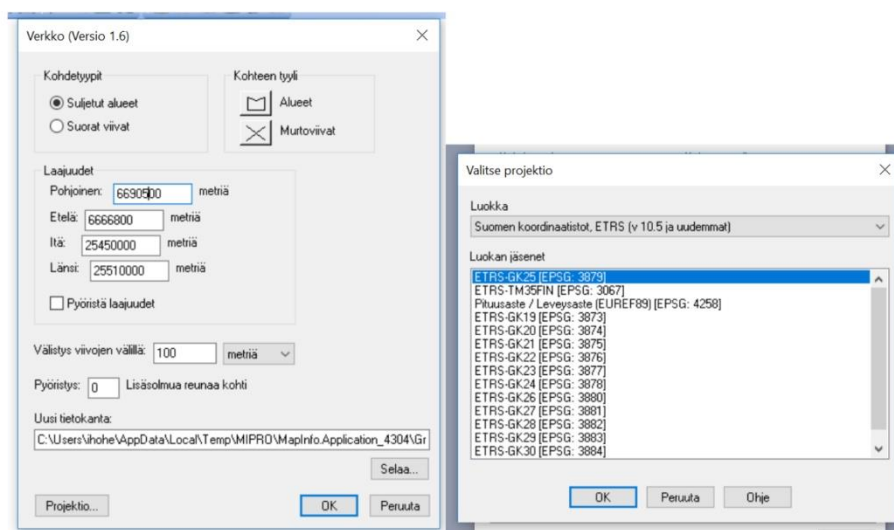 Verkko (Versio 1.6)
Kohdetyypit
Suljetut alueet
Suorat viivat
Kohteen tyyli
Alueet
Murtoviivat
Laajuudet
Pohjoinen: 6690500 metriä
Etelä: 6666800 metriä
Itä: 25450000 metriä
Länsi: 25510000 metriä
Pyöristä laajuudet
Välistys viivojen välillä: 100 metriä
Pyöristys: 0 Lisäsolmua reunaa kohti
Uusi tietokanta:
C:\Users\ihohe\AppData\Local\Temp\MIPRO\MapInfo.Application_4304\Gr
Selaa...
Projektio... OK Peruuta
Valitse projektio
Luokka
Suomen koordinaatistot, ETRS (v 10.5 ja uudemmat)
Luokan jäsenet
ETRS-GK25 [EPSG: 3879]
ETRS-TM35FIN [EPSG: 3067]
Pituusaste / Leveysaste (EUREF89) [EPSG: 4258]
ETRS-GK19 [EPSG: 3873]
ETRS-GK20 [EPSG: 3874]
ETRS-GK21 [EPSG: 3875]
ETRS-GK22 [EPSG: 3876]
ETRS-GK23 [EPSG: 3877]
ETRS-GK24 [EPSG: 3878]
ETRS-GK26 [EPSG: 3880]
ETRS-GK27 [EPSG: 3881]
ETRS-GK28 [EPSG: 3882]
ETRS-GK29 [EPSG: 3883]
ETRS-GK30 [EPSG: 3884]
OK Peruuta Ohje